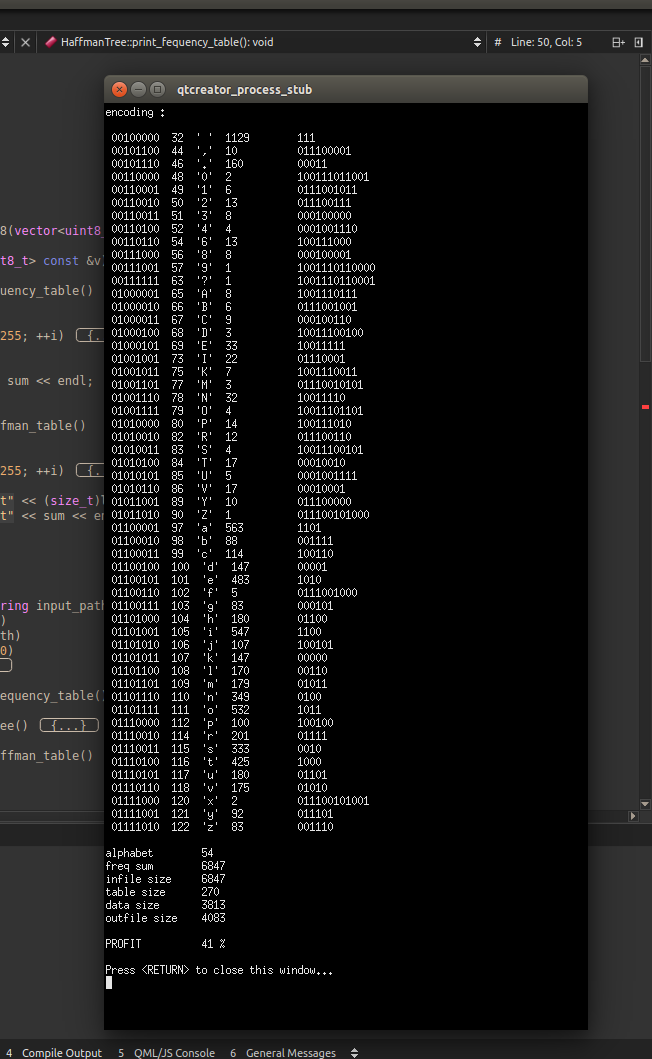 HaffmanTree::print_fequency_table(): void
# Line: 50, Col: 5
qtcreator_process_stub
encoding :
00100000 32 ' ' 1129 111
00101100 44 ',' 10 011100001
00101110 46 '.' 160 00011
00110000 48 '0' 2 100111011001
00110001 49 '1' 6 0111001011
00110010 50 '2' 13 011100111
00110011 51 '3' 8 000100000
00110100 52 '4' 4 0001001110
00110110 54 '6' 13 100111000
00111000 56 '8' 8 000100001
00111001 57 '9' 1 1001110110000
00111111 63 '?' 1 1001110110001
01000001 65 'A' 8 1001110111
01000010 66 'B' 6 0111001001
01000011 67 'C' 9 000100110
01000100 68 'D' 3 10011100100
01000101 69 'E' 33 10011111
01001001 73 'I' 22 01110001
01001011 75 'K' 7 1001110011
01001101 77 'M' 3 01110010101
01001110 78 'N' 32 10011110
01001111 79 'O' 4 10011101101
01010000 80 'P' 14 100111010
01010010 82 'R' 12 011100110
01010011 83 'S' 4 10011100101
01010100 84 'T' 17 00010010
01010101 85 'U' 5 0001001111
01010110 86 'V' 17 00010001
01011001 89 'Y' 10 011100000
01011010 90 'Z' 1 011100101000
01100001 97 'a' 563 1101
01100010 98 'b' 88 001111
01100011 99 'c' 114 100110
01100100 100 'd' 147 00001
01100101 101 'e' 483 1010
01100110 102 'f' 5 0111001000
01100111 103 'g' 83 000101
01101000 104 'h' 180 01100
01101001 105 'i' 547 1100
01101010 106 'j' 107 100101
01101011 107 'k' 147 00000
01101100 108 'l' 170 00110
01101101 109 'm' 179 01011
01101110 110 'n' 349 0100
01101111 111 'o' 532 1011
01110000 112 'p' 100 100100
01110010 114 'r' 201 01111
01110011 115 's' 333 0010
01110100 116 't' 425 1000
01110101 117 'u' 180 01101
01110110 118 'v' 175 01010
01111000 120 'x' 2 011100101001
01111001 121 'y' 92 011101
01111010 122 'z' 83 001110
alphabet 54
freq sum 6847
infile size 6847
table size 270
data size 3813
outfile size 4083
PROFIT 41 %
Press <RETURN> to close this window...
8(vector<uint8_
t8_t> const &v)
uency_table()
255; ++i) {..
sum << endl;
fman_table()
255; ++i) {..
t" << (size_t)l
t" << sum << en
ring input_path
)
th)
0)
equency_table()
ee() {...}
ffman_table()
4 Compile Output 5 QML/JS Console 6 General Messages